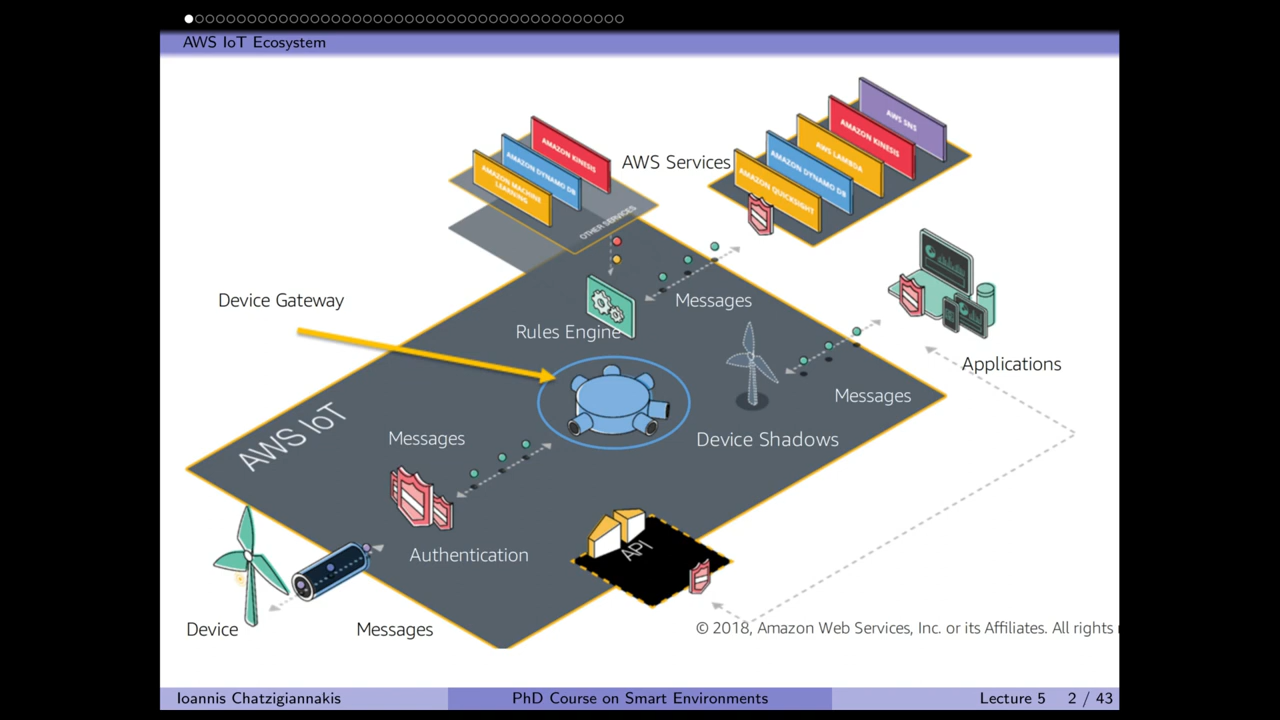 AWS IoT Ecosystem
AWS SNS
AMAZON KINESIS
AWS LAMBDA
AMAZON DYNAMO DB
AMAZON QUICKSIGHT
AMAZON KINESIS
AMAZON DYNAMO DB
AMAZON MACHINE
LEARNING
AWS Services
OTHER SERVICES
Device Gateway
Messages
Rules Engine
Applications
Messages
AWS IoT
Messages
Device Shadows
Authentication
API
Device
Messages
© 2018, Amazon Web Services, Inc. or its Affiliates. All rights
Ioannis Chatzigiannakis
PhD Course on Smart Environments
Lecture 5 2 / 43